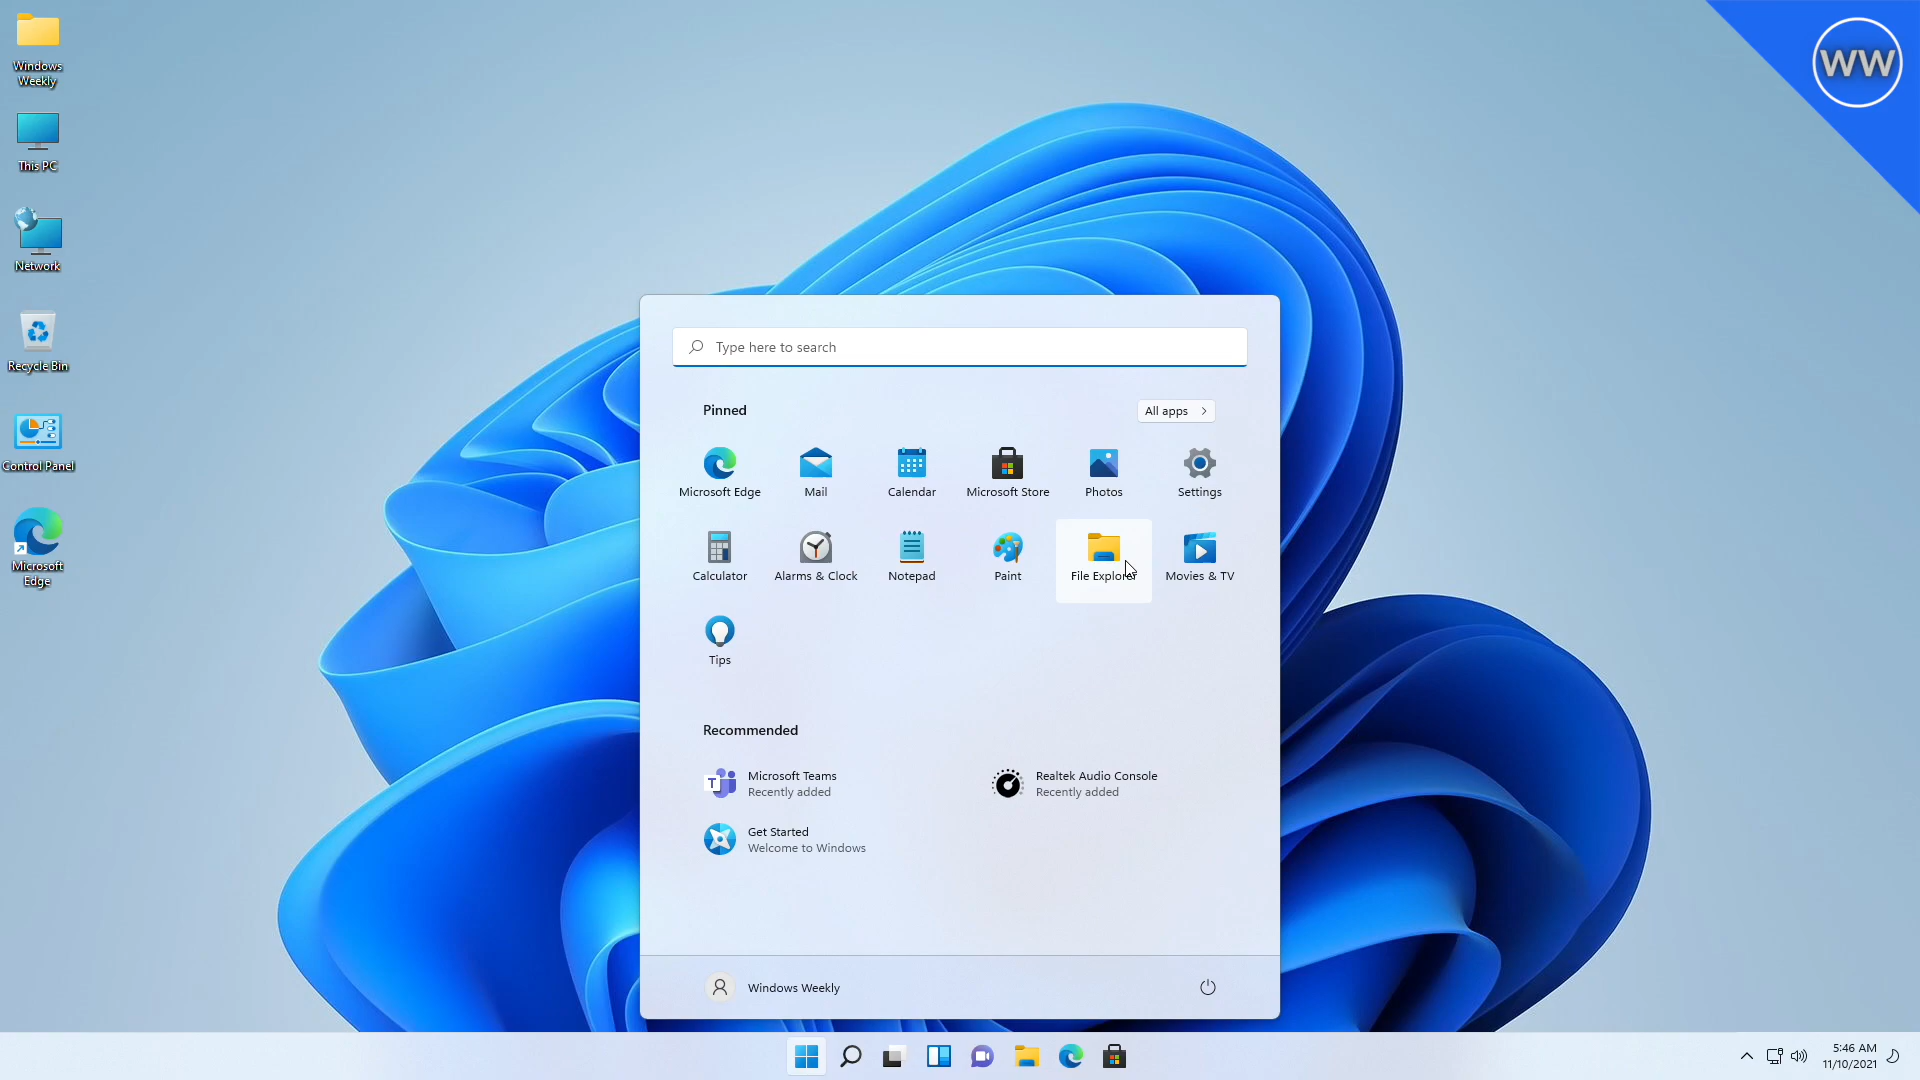 Windows
Weekly
This PC
Network
Recycle Bin
Control Panel
Microsoft
Edge
WW
Type here to search
Pinned
All apps
Microsoft Edge
Mail
Calendar
Microsoft Store
Photos
Settings
Calculator
Alarms & Clock
Notepad
Paint
File Explorer
Movies & TV
Tips
Recommended
Microsoft Teams
Recently added
Realtek Audio Console
Recently added
Get Started
Welcome to Windows
Windows Weekly
5:46 AM
11/10/2021